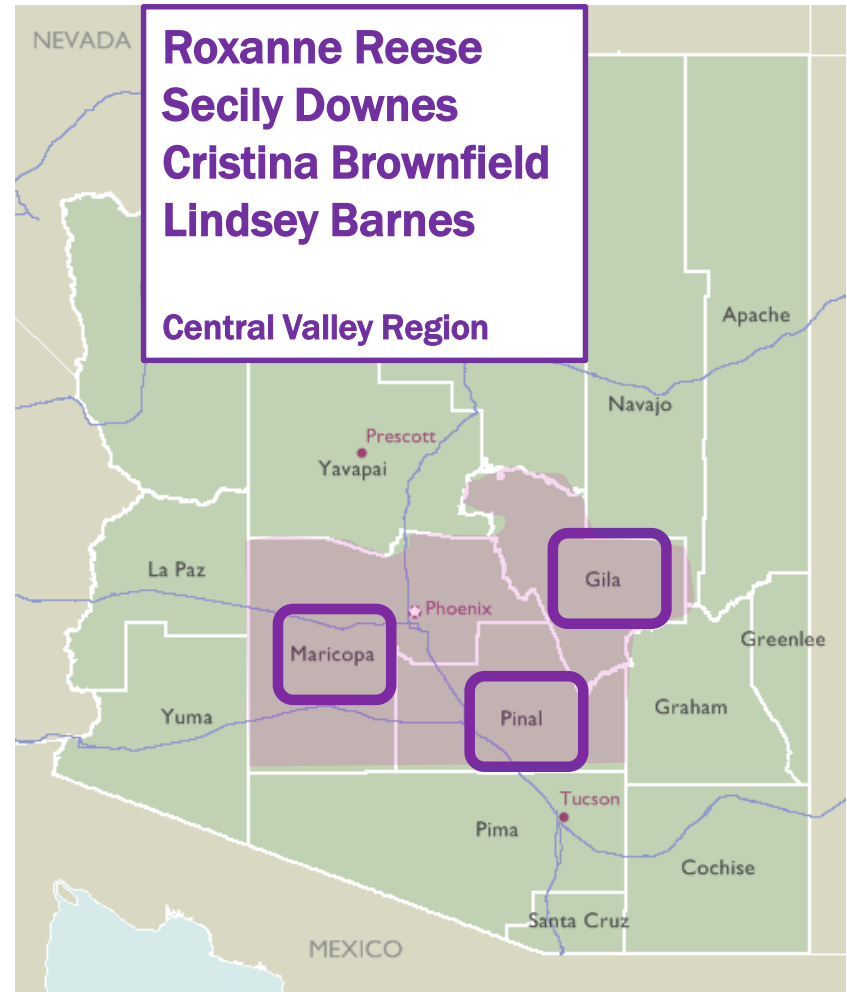 NEVADA
Roxanne Reese
Secily Downes
Cristina Brownfield
Lindsey Barnes
Central Valley Region
Apache
Navajo
Prescott
Yavapai
La Paz
Gila
Phoenix
Greenlee
Maricopa
Graham
Yuma
Pinal
Tucson
Pima
Cochise
Santa Cruz
MEXICO